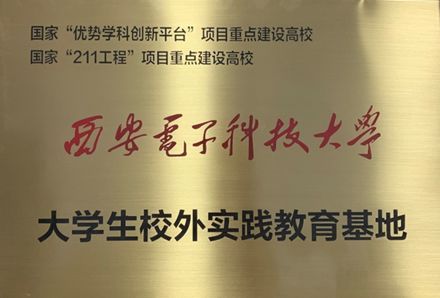 国家“优势学科创新平台”项目重点建设高校
国家“211工程”项目重点建设高校
西安電子科技大學
大学生校外实践教育基地